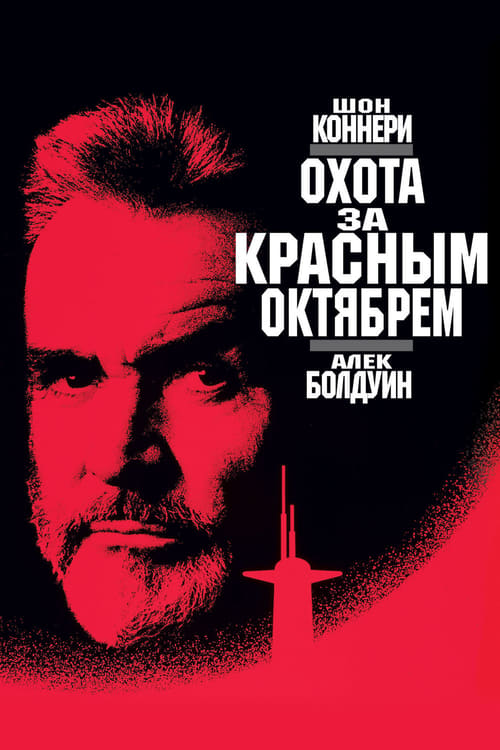 ШОН
КОННЕРИ
ОХОТА
ЗА
КРАСНЫМ
ОКТЯБРЕМ
АЛЕК
БОЛДУИН